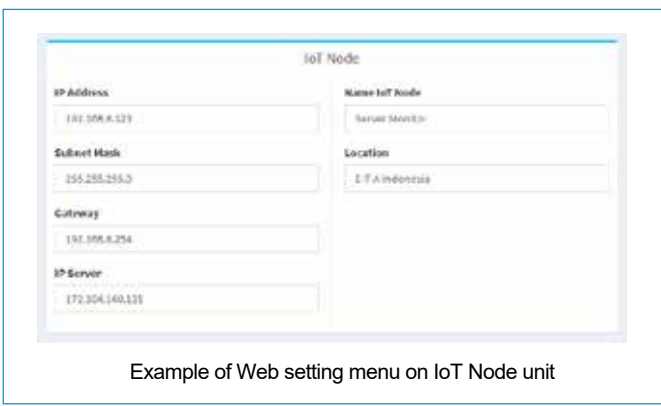 IoT Node
IP Address
Name IoT Node
Server Monitor
Subnet Mask
255.255.255.0
Location
Indonesia
Gateway
IP Server
Example of Web setting menu on IoT Node unit